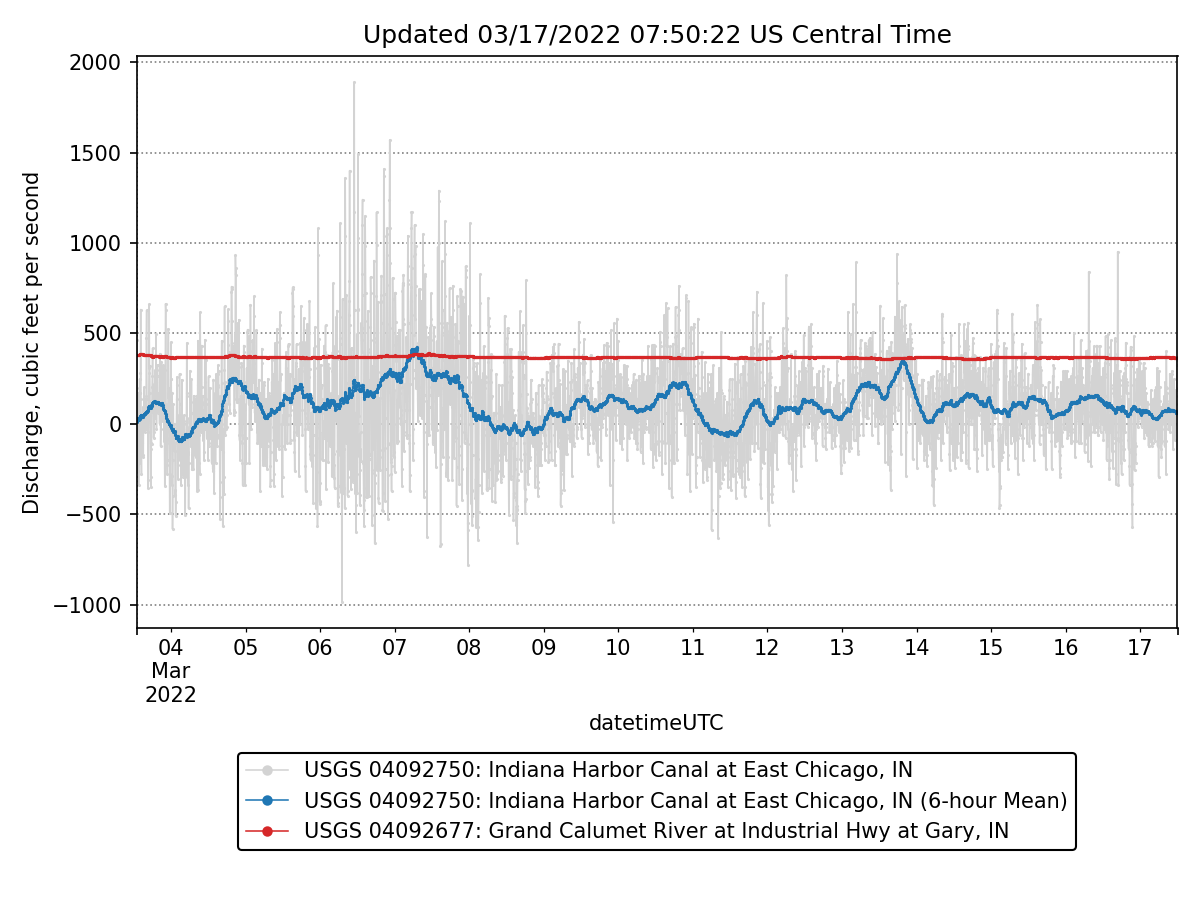 Updated 03/17/2022 07:50:22 US Central Time
Discharge, cubic feet per second
2000
1500
1000
500
0
−500
−1000
04 05 06 07 08 09 10 11 12 13 14 15 16 17
Mar
2022
datetimeUTC
USGS 04092750: Indiana Harbor Canal at East Chicago, IN
USGS 04092750: Indiana Harbor Canal at East Chicago, IN (6-hour Mean)
USGS 04092677: Grand Calumet River at Industrial Hwy at Gary, IN